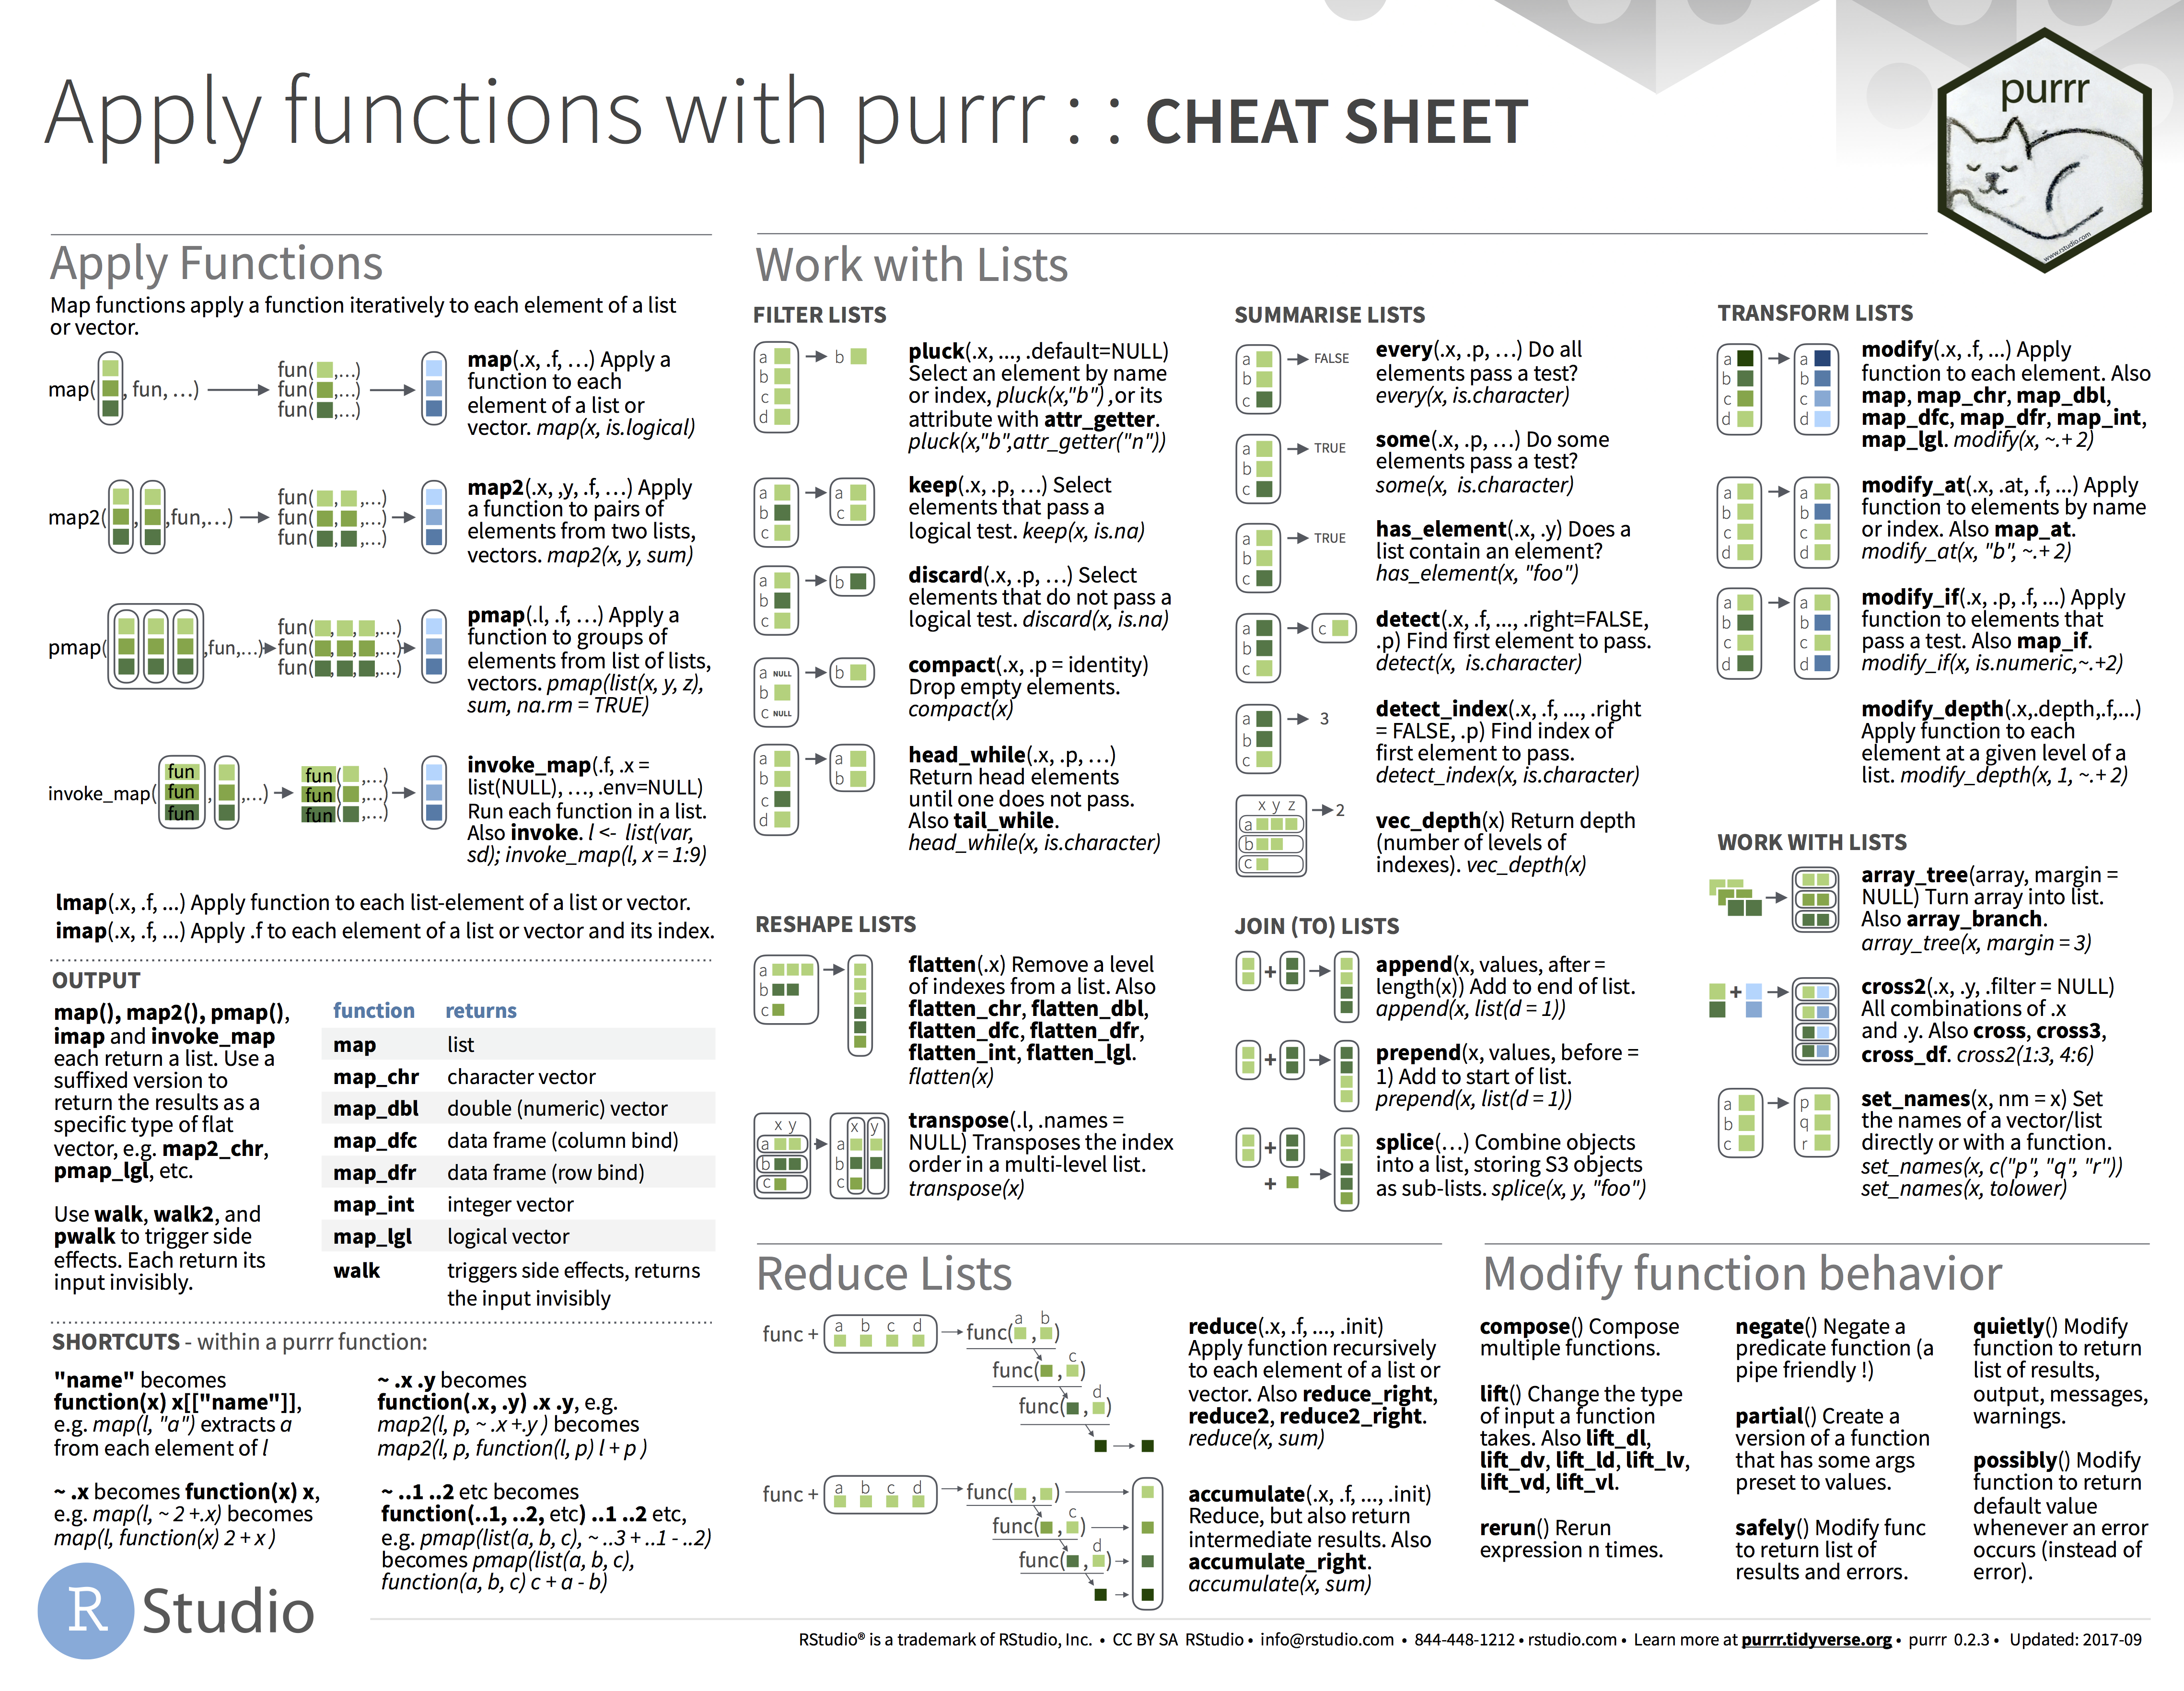 Apply functions with purrr : : CHEAT SHEET
purrr
www.rstudio.com
Apply Functions
Map functions apply a function iteratively to each element of a list
or vector.
map( , fun, …)
fun( ,…)
fun( ,…)
fun( ,…)
map(.x, .f, …) Apply a
function to each
element of a list or
vector. map(x, is.logical)
map2( , ,fun,…)
fun( , ,…)
fun( , ,…)
fun( , ,…)
map2(.x, ,y, .f, …) Apply
a function to pairs of
elements from two lists,
vectors. map2(x, y, sum)
pmap( ,fun,…)
fun( , , ,…)
fun( , , ,…)
fun( , , ,…)
pmap(.l, .f, …) Apply a
function to groups of
elements from list of lists,
vectors. pmap(list(x, y, z),
sum, na.rm = TRUE)
invoke_map( , ,…)
fun
fun
fun
fun( ,…)
fun( ,…)
fun( ,…)
invoke_map(.f, .x =
list(NULL), …, .env=NULL)
Run each function in a list.
Also invoke. l <- list(var,
sd); invoke_map(l, x = 1:9)
lmap(.x, .f, ...) Apply function to each list-element of a list or vector.
imap(.x, .f, ...) Apply .f to each element of a list or vector and its index.
OUTPUT
map(), map2(), pmap(),
imap and invoke_map
each return a list. Use a
suffixed version to
return the results as a
specific type of flat
vector, e.g. map2_chr,
pmap_lgl, etc.
Use walk, walk2, and
pwalk to trigger side
effects. Each return its
input invisibly.
function returns
map list
map_chr character vector
map_dbl double (numeric) vector
map_dfc data frame (column bind)
map_dfr data frame (row bind)
map_int integer vector
map_lgl logical vector
walk triggers side effects, returns
the input invisibly
SHORTCUTS - within a purrr function:
"name" becomes
function(x) x[["name"]],
e.g. map(l, "a") extracts a
from each element of l
~ .x becomes function(x) x,
e.g. map(l, ~ 2 +.x) becomes
map(l, function(x) 2 + x )
~ .x .y becomes
function(.x, .y) .x .y, e.g.
map2(l, p, ~ .x +.y ) becomes
map2(l, p, function(l, p) l + p )
~ ..1 ..2 etc becomes
function(..1, ..2, etc) ..1 ..2 etc,
e.g. pmap(list(a, b, c), ~ ..3 + ..1 - ..2)
becomes pmap(list(a, b, c),
function(a, b, c) c + a - b)
Work with Lists
FILTER LISTS
a
b
c
d
b
pluck(.x, ..., .default=NULL)
Select an element by name
or index, pluck(x,"b") ,or its
attribute with attr_getter.
pluck(x,"b",attr_getter("n"))
a
b
c
a
c
keep(.x, .p, …) Select
elements that pass a
logical test. keep(x, is.na)
a
b
c
b
discard(.x, .p, …) Select
elements that do not pass a
logical test. discard(x, is.na)
a NULL
b
c NULL
b
compact(.x, .p = identity)
Drop empty elements.
compact(x)
a
b
c
d
a
b
head_while(.x, .p, …)
Return head elements
until one does not pass.
Also tail_while.
head_while(x, is.character)
RESHAPE LISTS
a
b
c
flatten(.x) Remove a level
of indexes from a list. Also
flatten_chr, flatten_dbl,
flatten_dfc, flatten_dfr,
flatten_int, flatten_lgl.
flatten(x)
x y
a
b
c
x y
a
b
c
transpose(.l, .names =
NULL) Transposes the index
order in a multi-level list.
transpose(x)
SUMMARISE LISTS
a
b
c
FALSE
every(.x, .p, …) Do all
elements pass a test?
every(x, is.character)
a
b
c
TRUE
some(.x, .p, …) Do some
elements pass a test?
some(x, is.character)
a
b
c
TRUE
has_element(.x, .y) Does a
list contain an element?
has_element(x, "foo")
a
b
c
c
detect(.x, .f, ..., .right=FALSE,
.p) Find first element to pass.
detect(x, is.character)
a
b
c
3
detect_index(.x, .f, ..., .right
= FALSE, .p) Find index of
first element to pass.
detect_index(x, is.character)
x y z
a
b
c
2
vec_depth(x) Return depth
(number of levels of
indexes). vec_depth(x)
JOIN (TO) LISTS
+
append(x, values, after =
length(x)) Add to end of list.
append(x, list(d = 1))
+
prepend(x, values, before =
1) Add to start of list.
prepend(x, list(d = 1))
+
+
splice(…) Combine objects
into a list, storing S3 objects
as sub-lists. splice(x, y, "foo")
TRANSFORM LISTS
a
b
c
d
a
b
c
d
modify(.x, .f, ...) Apply
function to each element. Also
map, map_chr, map_dbl,
map_dfc, map_dfr, map_int,
map_lgl. modify(x, ~.+ 2)
a
b
c
d
a
b
c
d
modify_at(.x, .at, .f, ...) Apply
function to elements by name
or index. Also map_at.
modify_at(x, "b", ~.+ 2)
a
b
c
d
a
b
c
d
modify_if(.x, .p, .f, ...) Apply
function to elements that
pass a test. Also map_if.
modify_if(x, is.numeric,~.+2)
modify_depth(.x,.depth,.f,...)
Apply function to each
element at a given level of a
list. modify_depth(x, 1, ~.+ 2)
WORK WITH LISTS
array_tree(array, margin =
NULL) Turn array into list.
Also array_branch.
array_tree(x, margin = 3)
+
cross2(.x, .y, .filter = NULL)
All combinations of .x
and .y. Also cross, cross3,
cross_df. cross2(1:3, 4:6)
a
b
c
p
q
r
set_names(x, nm = x) Set
the names of a vector/list
directly or with a function.
set_names(x, c("p", "q", "r"))
set_names(x, tolower)
Reduce Lists
func + a b c d
a b
func( , )
c
func( , )
d
func( , )
reduce(.x, .f, ..., .init)
Apply function recursively
to each element of a list or
vector. Also reduce_right,
reduce2, reduce2_right.
reduce(x, sum)
func + a b c d
func( , )
c
func( , )
d
func( , )
accumulate(.x, .f, ..., .init)
Reduce, but also return
intermediate results. Also
accumulate_right.
accumulate(x, sum)
Modify function behavior
compose() Compose
multiple functions.
lift() Change the type
of input a function
takes. Also lift_dl,
lift_dv, lift_ld, lift_lv,
lift_vd, lift_vl.
rerun() Rerun
expression n times.
negate() Negate a
predicate function (a
pipe friendly !)
partial() Create a
version of a function
that has some args
preset to values.
safely() Modify func
to return list of
results and errors.
quietly() Modify
function to return
list of results,
output, messages,
warnings.
possibly() Modify
function to return
default value
whenever an error
occurs (instead of
error).
R Studio
RStudio® is a trademark of RStudio, Inc. • CC BY SA RStudio • info@rstudio.com • 844-448-1212 • rstudio.com • Learn more at purrr.tidyverse.org • purrr 0.2.3 • Updated: 2017-09